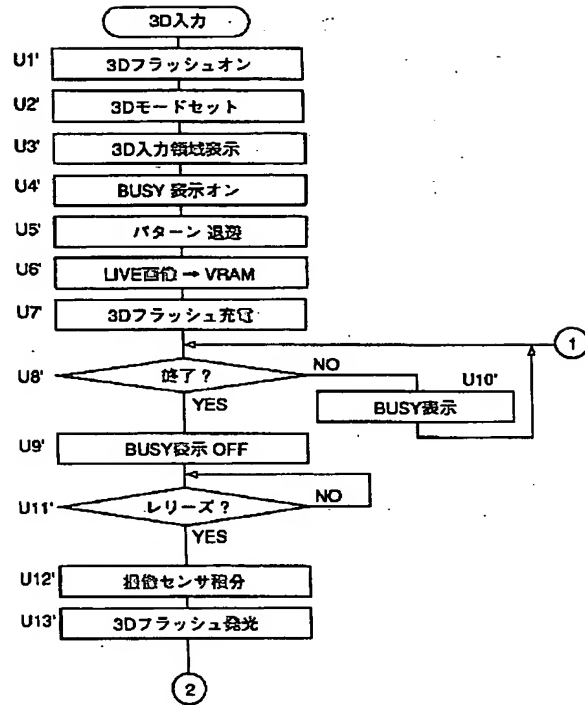 3D入力
U1' 3Dフラッシュオン
U2' 3Dモードセット
U3' 3D入力領域表示
U4' BUSY 表示オン
U5' パターン 退避
U6' LIVE画像 → VRAM
U7' 3Dフラッシュ充電
1
U8' 終了? NO
U10'
YES BUSY表示
U9' BUSY表示 OFF
U11' レリーズ? NO
YES
U12' 撮像センサ積分
U13' 3Dフラッシュ発光
2